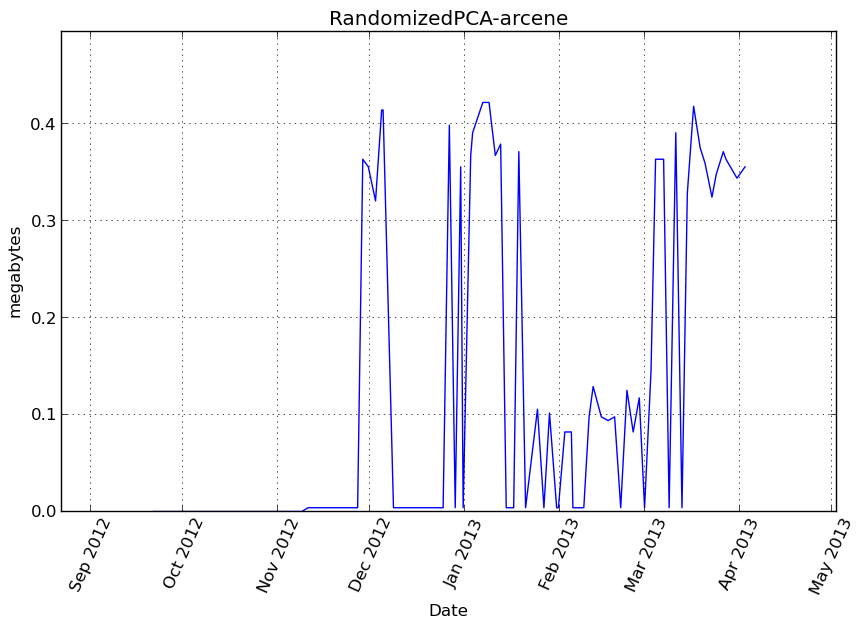 RandomizedPCA-arcene
megabytes
0.4
0.3
0.2
0.1
0.0
Sep 2012
Oct 2012
Nov 2012
Dec 2012
Jan 2013
Feb 2013
Mar 2013
Apr 2013
May 2013
Date